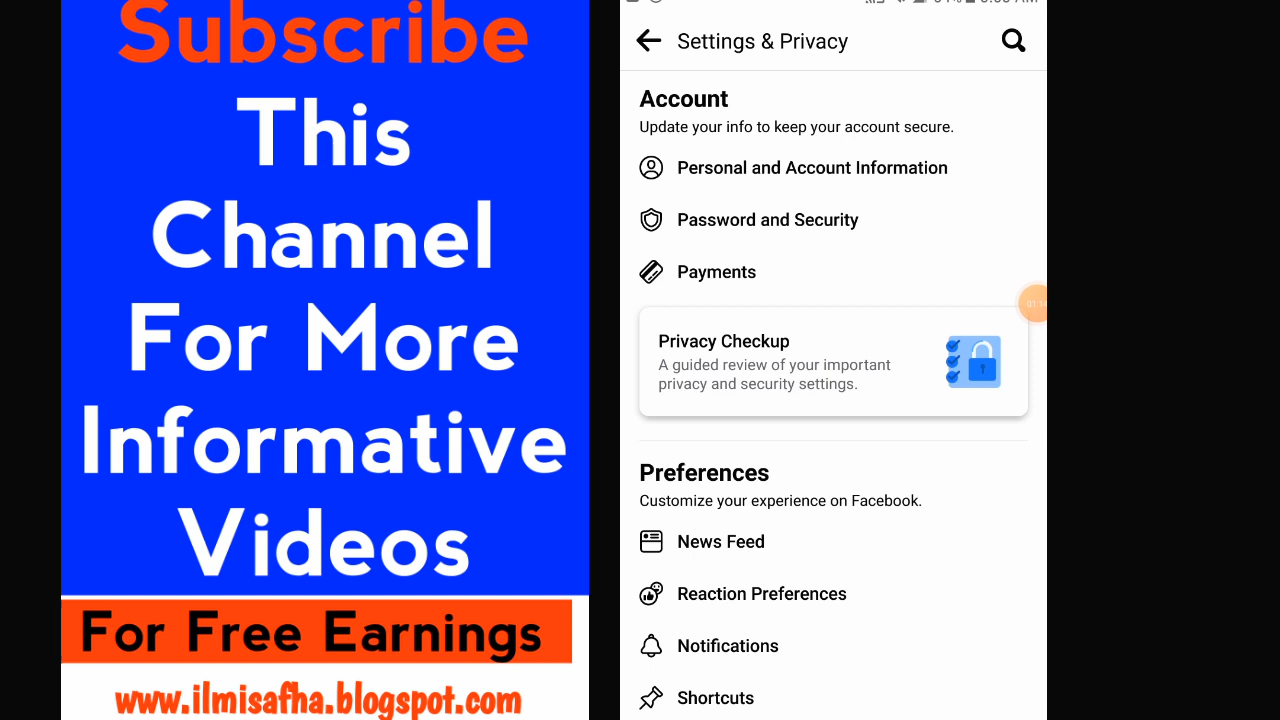 Subscribe
This
Channel
For More
Informative
Videos
For Free Earnings
www.ilmisafha.blogspot.com
Settings & Privacy
Account
Update your info to keep your account secure.
Personal and Account Information
Password and Security
Payments
Privacy Checkup
A guided review of your important
privacy and security settings.
Preferences
Customize your experience on Facebook.
News Feed
Reaction Preferences
Notifications
Shortcuts